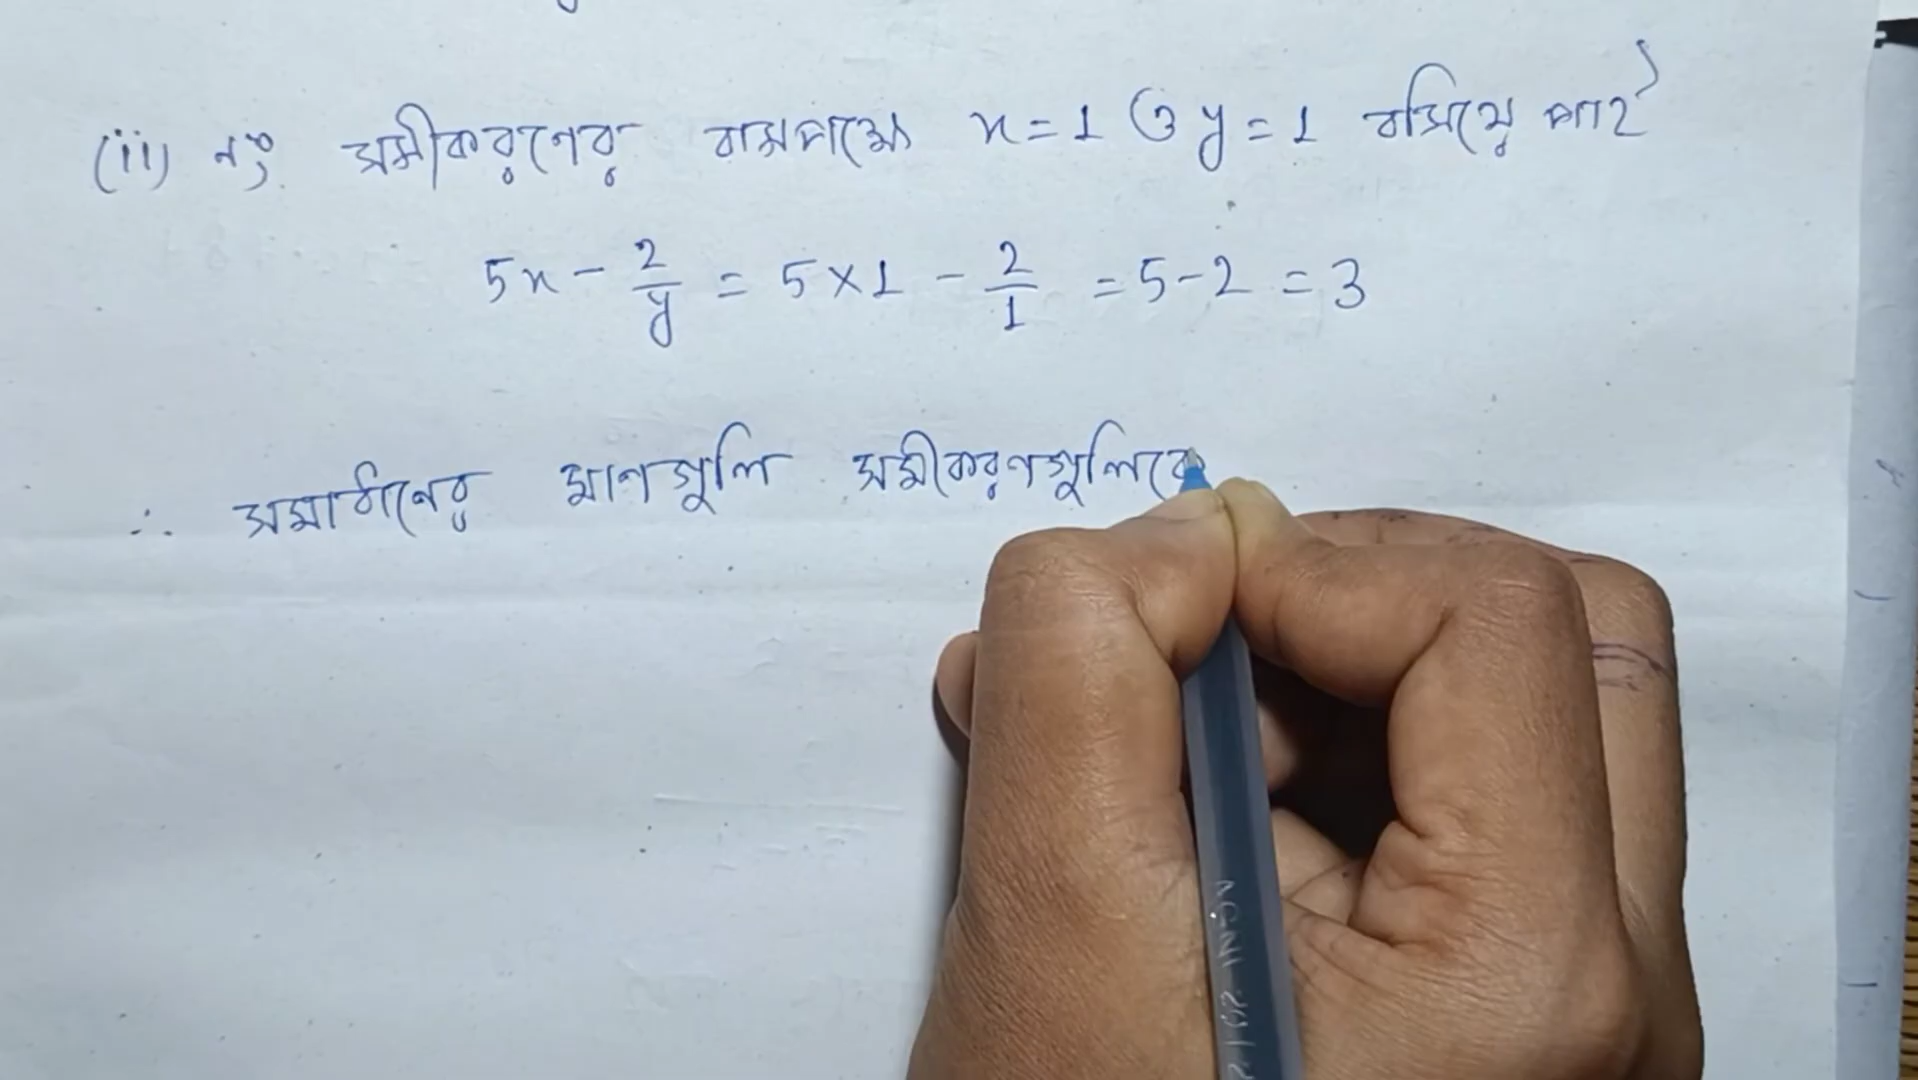 (ii) নং সমীকরণের বামপক্ষে x = 1 ও y = 1 বসিয়ে পাই
5x - 2/y = 5 × 1 - 2/1 = 5 - 2 = 3
∴ সমাধানের মানগুলি সমীকরণগুলিকে